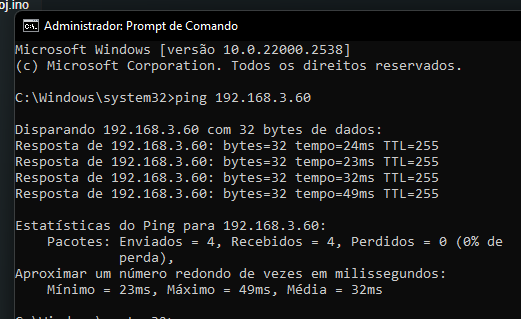 oj.ino
Administrador: Prompt de Comando
Microsoft Windows [versão 10.0.22000.2538]
(c) Microsoft Corporation. Todos os direitos reservados.
C:\Windows\system32>ping 192.168.3.60
Disparando 192.168.3.60 com 32 bytes de dados:
Resposta de 192.168.3.60: bytes=32 tempo=24ms TTL=255
Resposta de 192.168.3.60: bytes=32 tempo=23ms TTL=255
Resposta de 192.168.3.60: bytes=32 tempo=32ms TTL=255
Resposta de 192.168.3.60: bytes=32 tempo=49ms TTL=255
Estatísticas do Ping para 192.168.3.60:
Pacotes: Enviados = 4, Recebidos = 4, Perdidos = 0 (0% de
perda),
Aproximar um número redondo de vezes em milissegundos:
Mínimo = 23ms, Máximo = 49ms, Média = 32ms